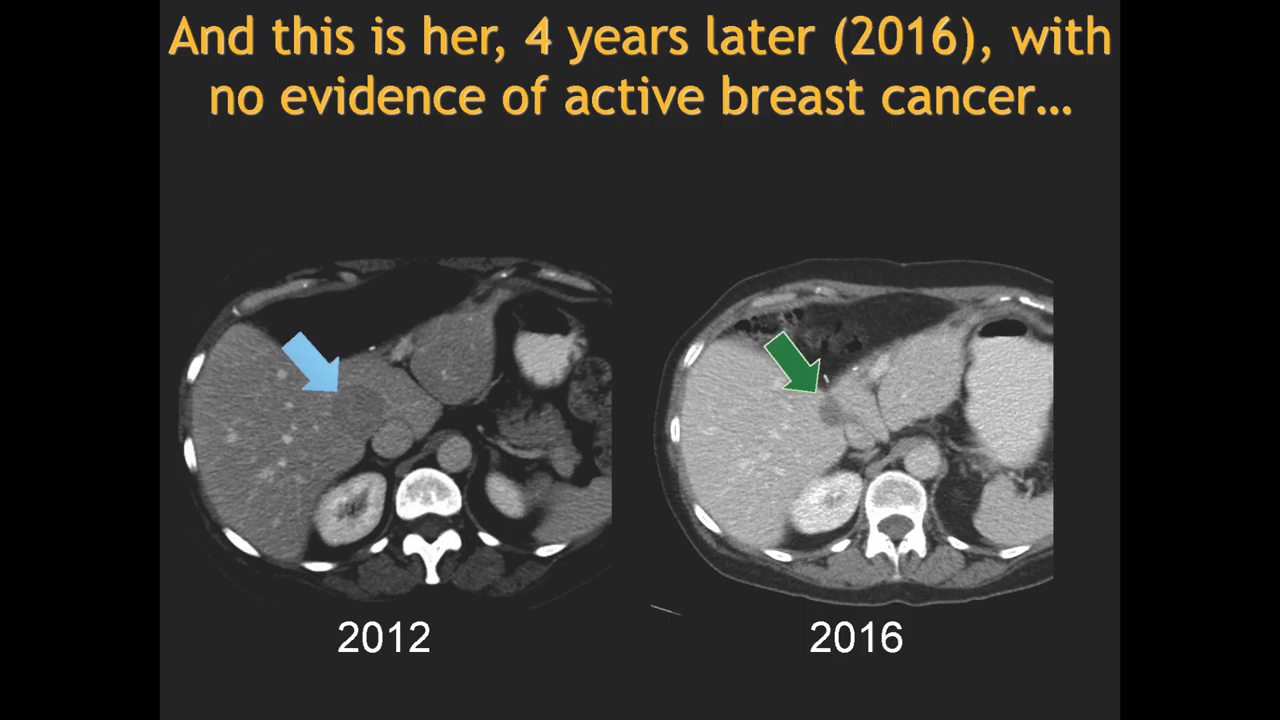 And this is her, 4 years later (2016), with
no evidence of active breast cancer…
2012
2016